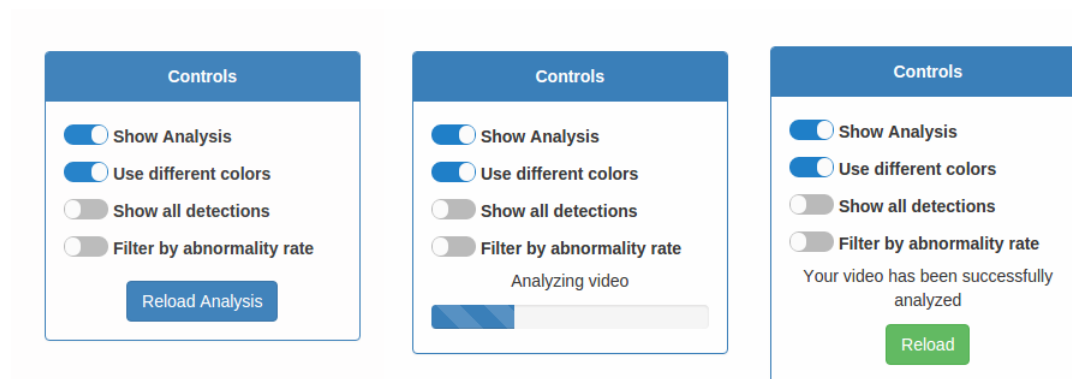 Controls
Show Analysis
Use different colors
Show all detections
Filter by abnormality rate
Reload Analysis
Controls
Show Analysis
Use different colors
Show all detections
Filter by abnormality rate
Analyzing video
Controls
Show Analysis
Use different colors
Show all detections
Filter by abnormality rate
Your video has been successfully
analyzed
Reload